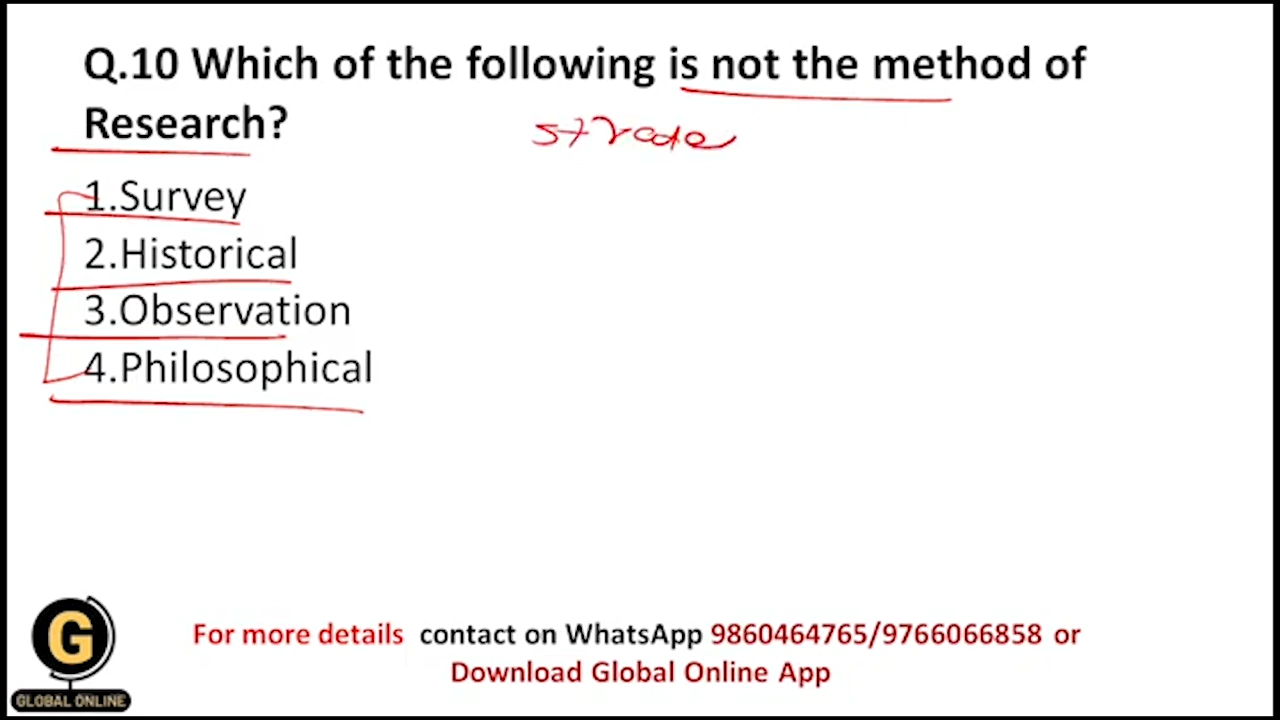 Q.10 Which of the following is not the method of
Research?
1.Survey
2.Historical
3.Observation
4.Philosophical
For more details contact on WhatsApp 9860464765/9766066858 or
Download Global Online App
G
GLOBAL ONLINE